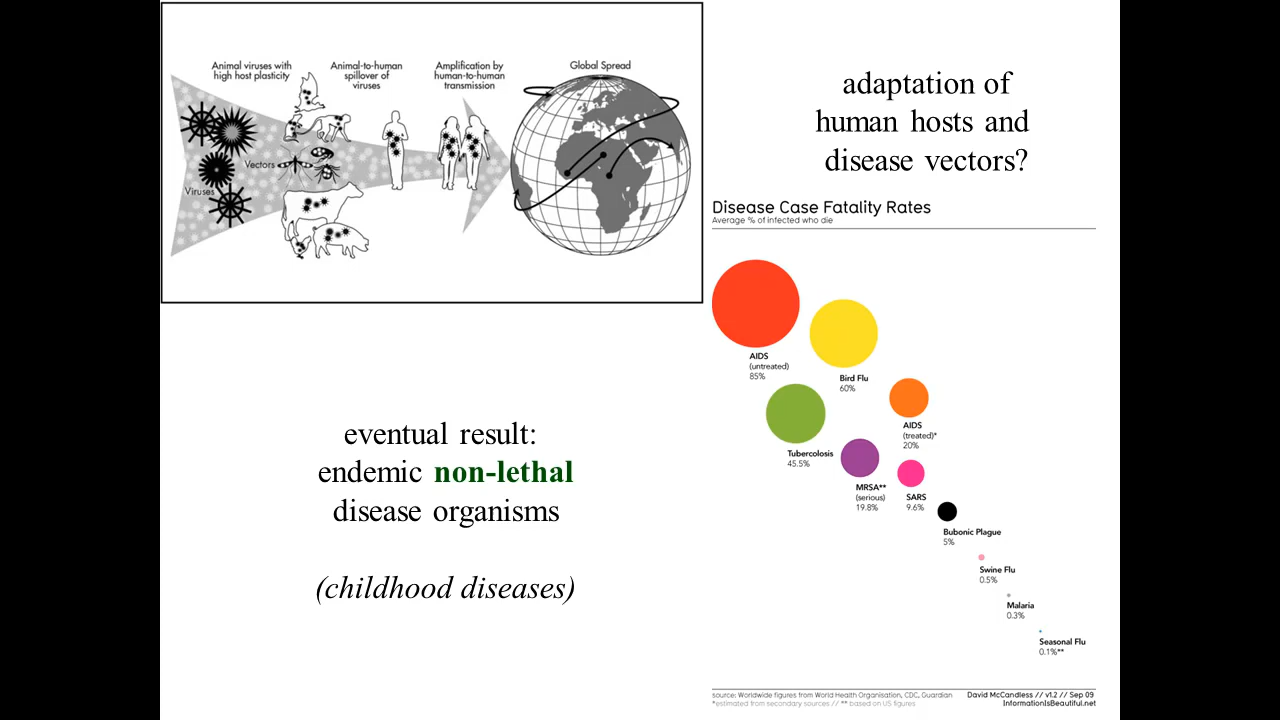 Animal viruses with
high host plasticity
Animal-to-human
spillover of
viruses
Amplification by
human-to-human
transmission
Global Spread
Vectors
Viruses
adaptation of
human hosts and
disease vectors?
Disease Case Fatality Rates
Average % of infected who die
AIDS
(untreated)
85%
Bird Flu
60%
AIDS
(treated)*
20%
Tubercolosis
45.5%
MRSA**
(serious)
19.8%
SARS
9.6%
Bubonic Plague
5%
Swine Flu
0.5%
Malaria
0.3%
Seasonal Flu
0.1%**
eventual result:
endemic non-lethal
disease organisms
(childhood diseases)
source: Worldwide figures from World Health Organisation, CDC, Guardian
*estimated from secondary sources // ** based on US figures
David McCandless // v1.2 // Sep 09
InformationIsBeautiful.net